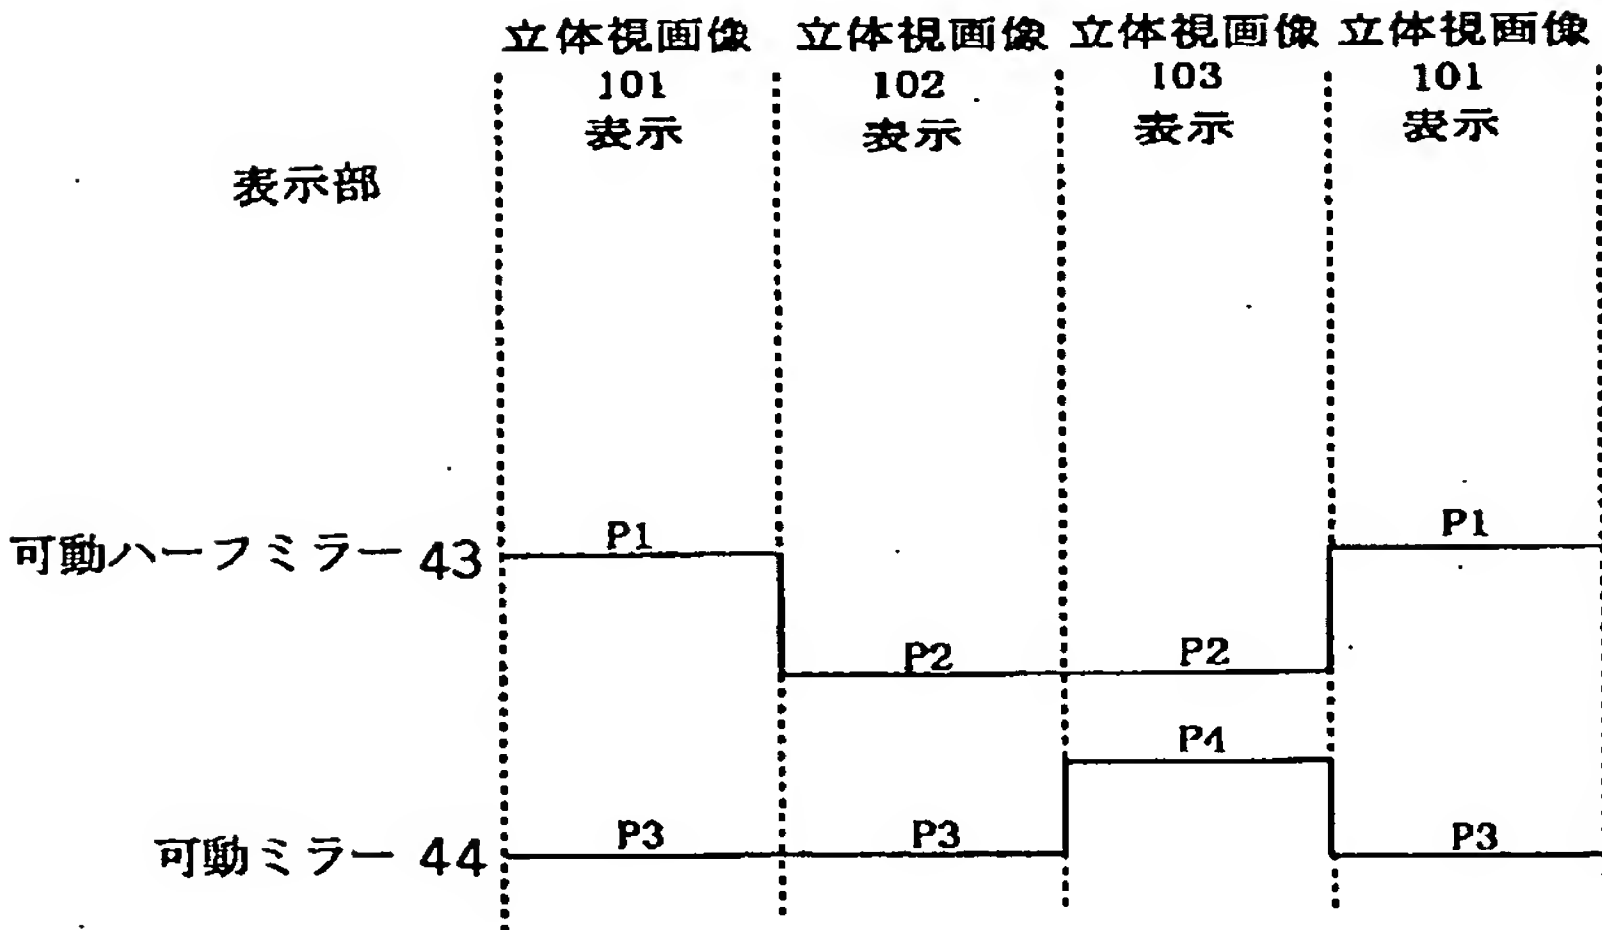 立体視画像 立体視画像 立体視画像 立体視画像
101 102 103 101
表示 表示 表示 表示
表示部
P1 P1
可動ハーフミラー 43
P2 P2
P4
P3 P3 P3
可動ミラー 44